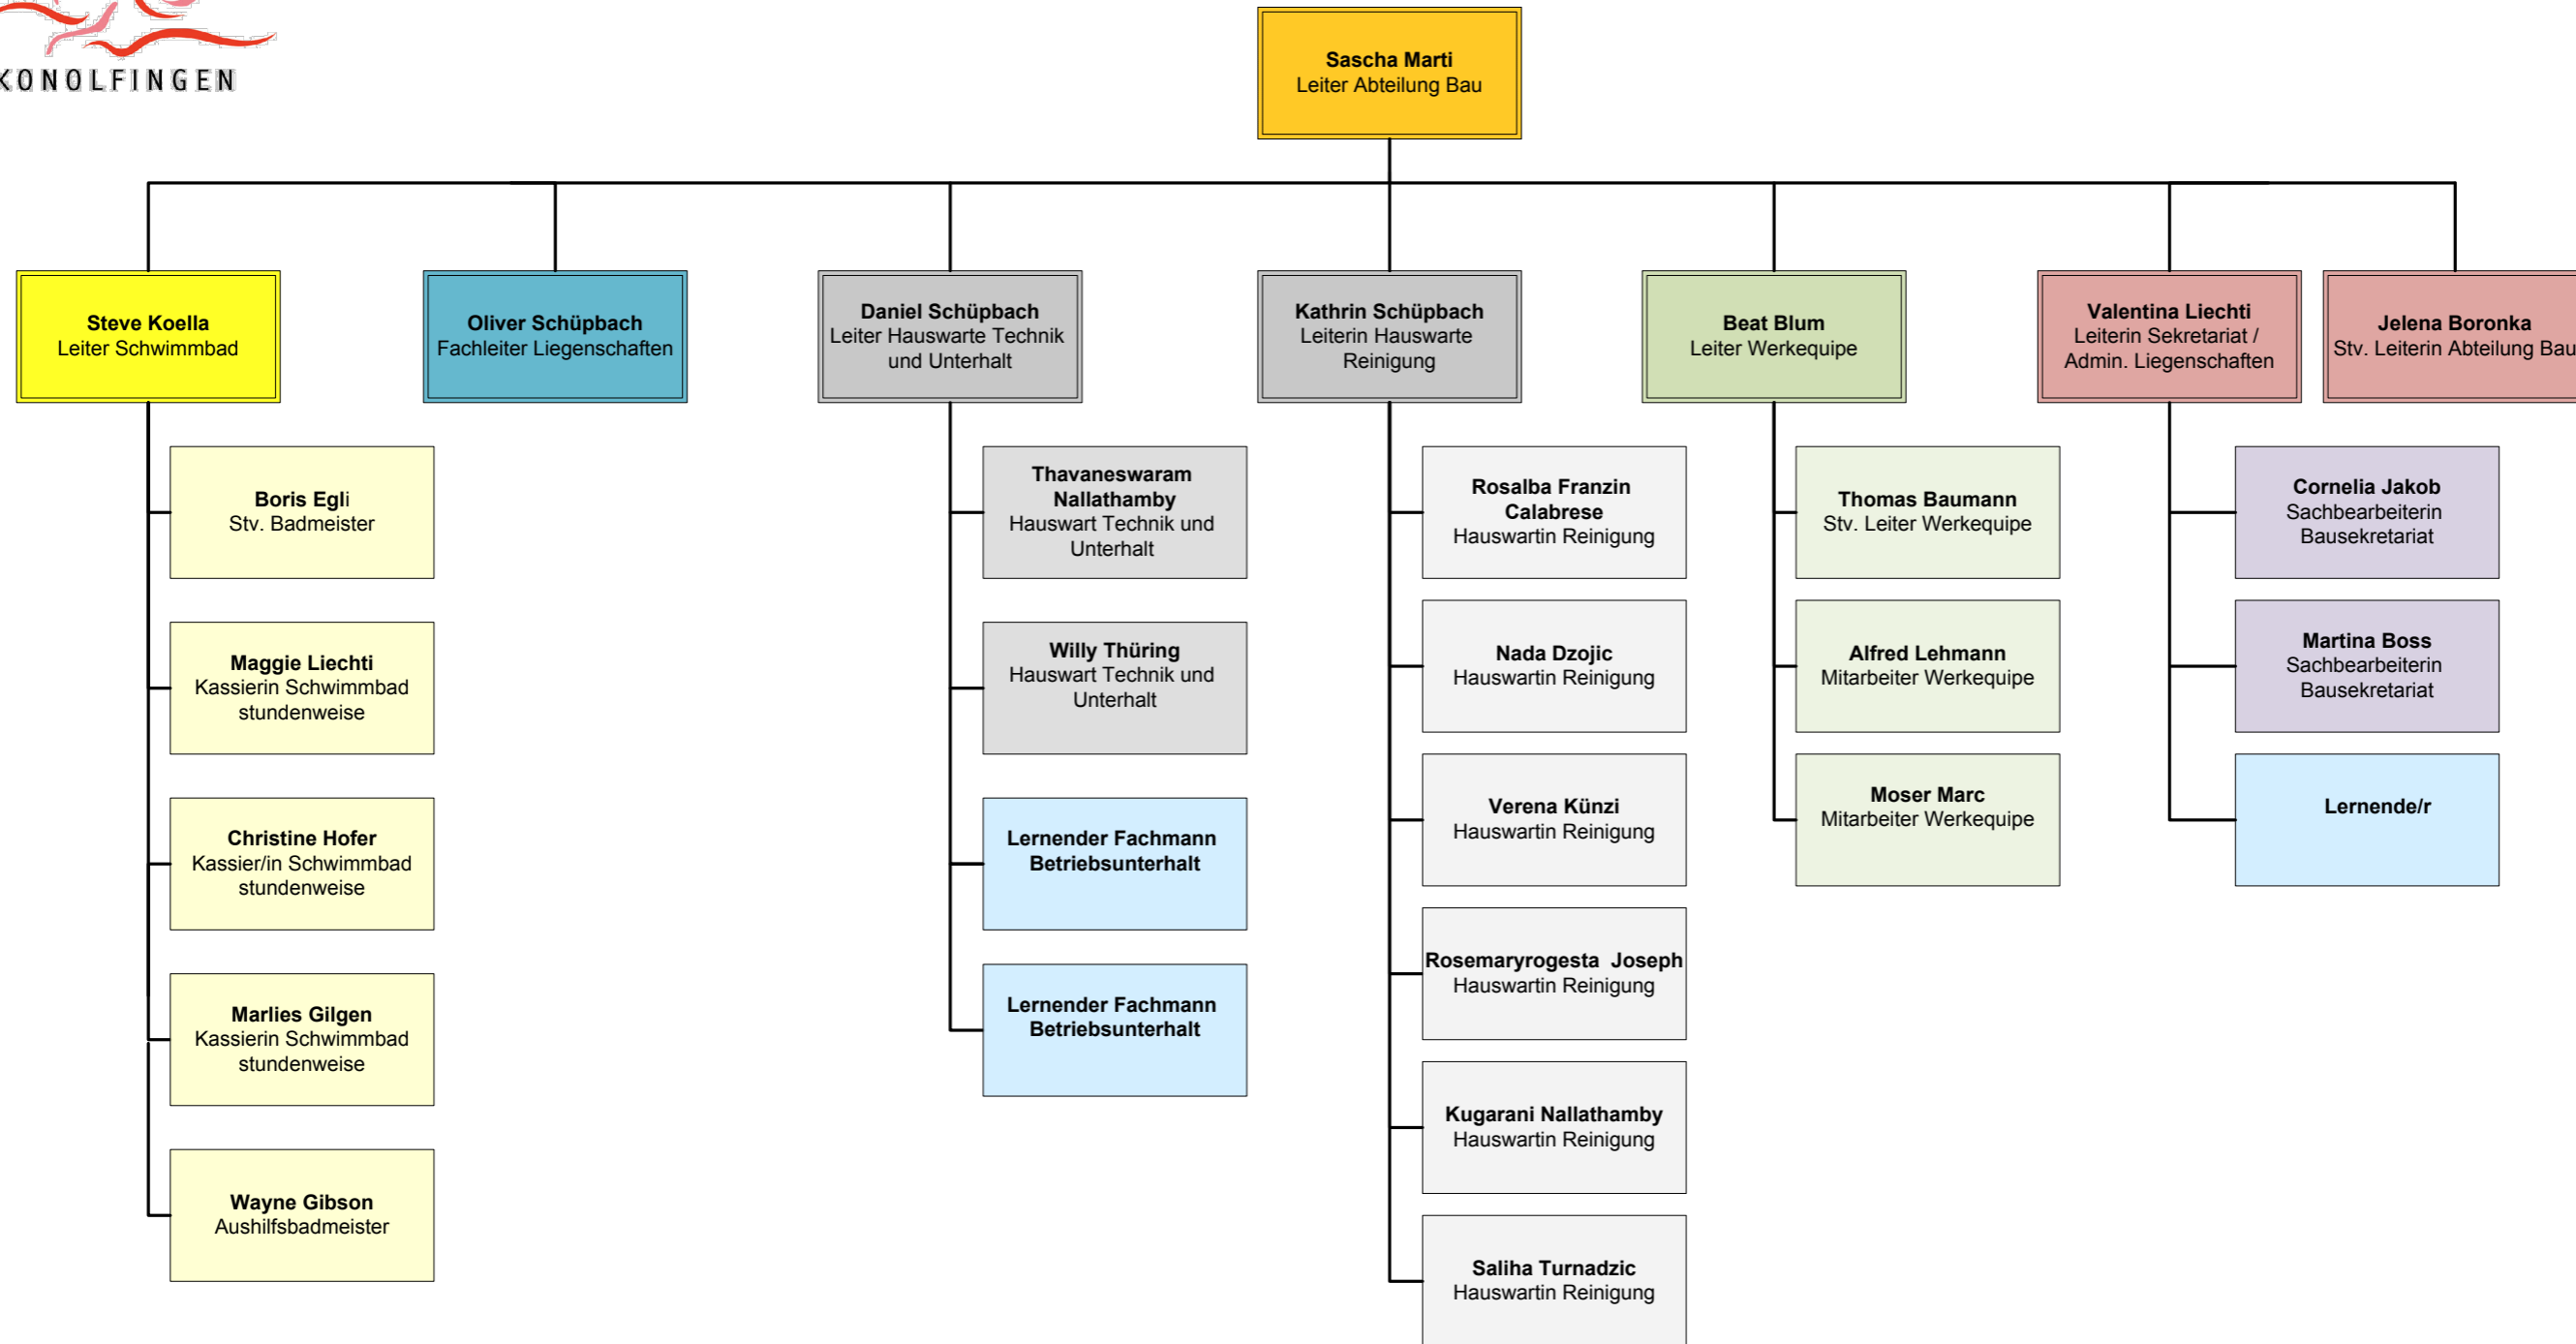 KONOLFINGEN
Sascha Marti
Leiter Abteilung Bau
Steve Koella
Leiter Schwimmbad
Oliver Schüpbach
Fachleiter Liegenschaften
Daniel Schüpbach
Leiter Hauswarte Technik
und Unterhalt
Kathrin Schüpbach
Leiterin Hauswarte
Reinigung
Beat Blum
Leiter Werkequipe
Valentina Liechti
Leiterin Sekretariat /
Admin. Liegenschaften
Jelena Boronka
Stv. Leiterin Abteilung Bau
Boris Egli
Stv. Badmeister
Maggie Liechti
Kassierin Schwimmbad
stundenweise
Christine Hofer
Kassier/in Schwimmbad
stundenweise
Marlies Gilgen
Kassierin Schwimmbad
stundenweise
Wayne Gibson
Aushilfsbadmeister
Thavaneswaram
Nallathamby
Hauswart Technik und
Unterhalt
Willy Thüring
Hauswart Technik und
Unterhalt
Lernender Fachmann
Betriebsunterhalt
Lernender Fachmann
Betriebsunterhalt
Rosalba Franzin
Calabrese
Hauswartin Reinigung
Nada Dzojic
Hauswartin Reinigung
Verena Künzi
Hauswartin Reinigung
Rosemaryrogesta  Joseph
Hauswartin Reinigung
Kugarani Nallathamby
Hauswartin Reinigung
Saliha Turnadzic
Hauswartin Reinigung
Thomas Baumann
Stv. Leiter Werkequipe
Alfred Lehmann
Mitarbeiter Werkequipe
Moser Marc
Mitarbeiter Werkequipe
Cornelia Jakob
Sachbearbeiterin
Bausekretariat
Martina Boss
Sachbearbeiterin
Bausekretariat
Lernende/r